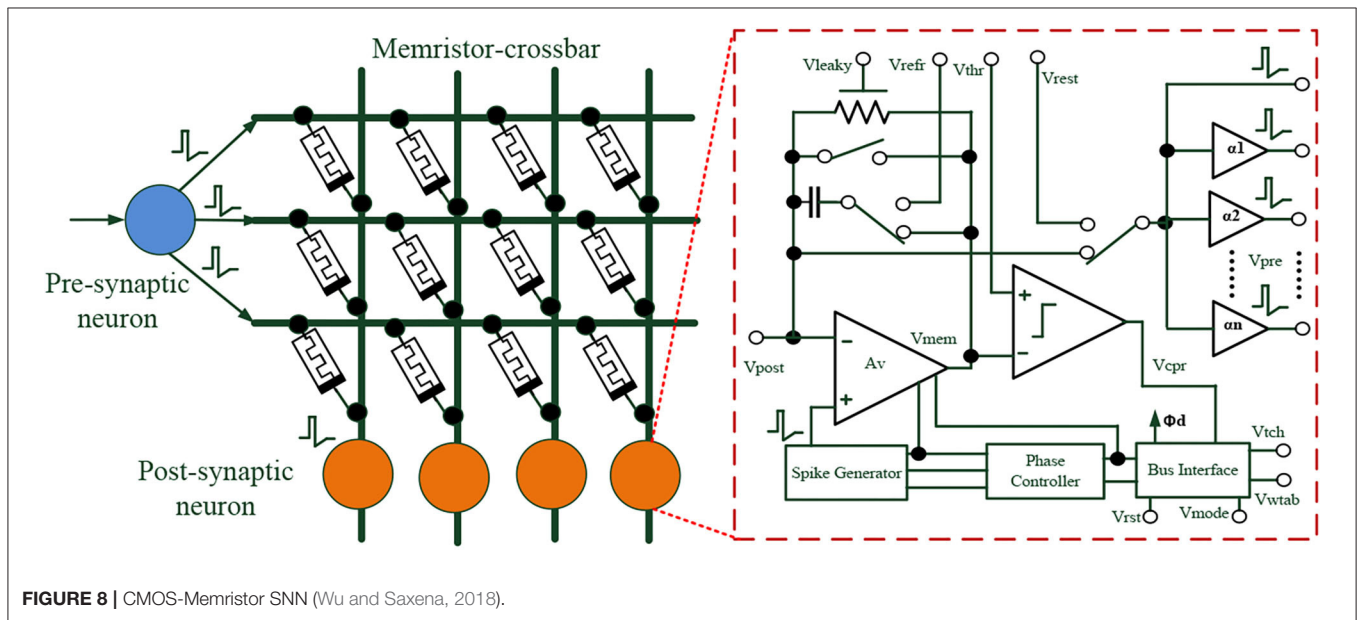 Memristor-crossbar
Pre-synaptic
neuron
Post-synaptic
neuron
Vleaky
Vrefr
Vthr
Vrest
α1
α2
Vpre
αn
+
−
Vcpr
Vpost
−
Av
+
Vmem
Φd
Vtch
Vwtab
Spike Generator
Phase
Controller
Bus Interface
Vrst
Vmode
FIGURE 8 | CMOS-Memristor SNN (Wu and Saxena, 2018).